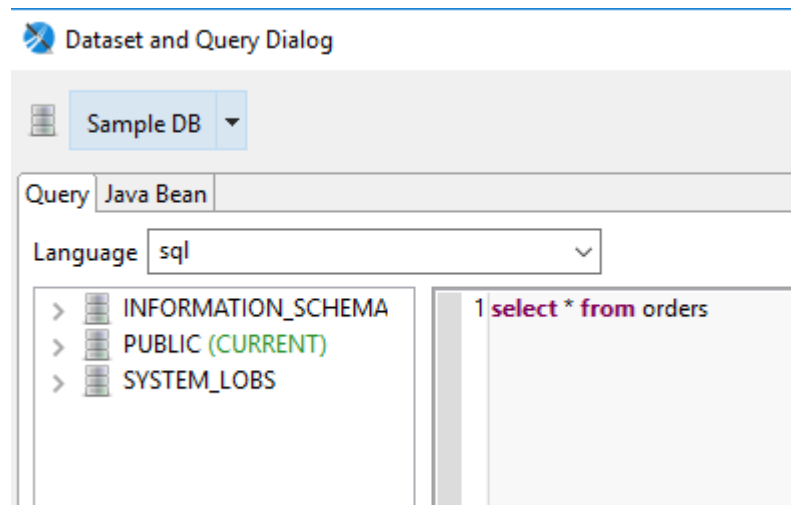 Dataset and Query Dialog
Sample DB
Query Java Bean
Language sql
INFORMATION_SCHEMA
PUBLIC (CURRENT)
SYSTEM_LOBS
1 select * from orders